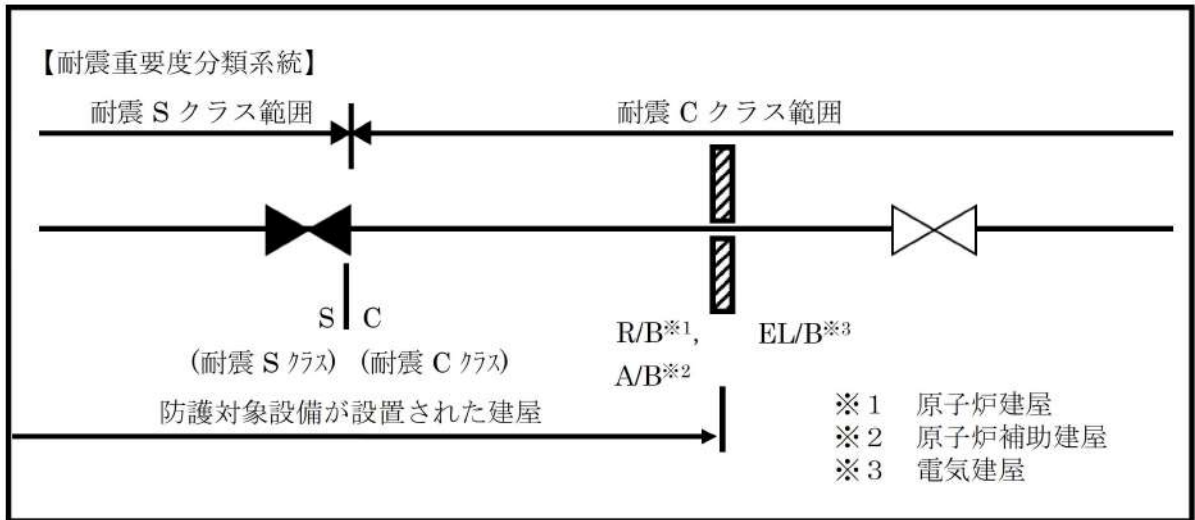 【耐震重要度分類系統】
耐震 S クラス範囲
耐震 C クラス範囲
S C
(耐震 S ｸﾗｽ) (耐震 C ｸﾗｽ)
R/B※1,
A/B※2
EL/B※3
防護対象設備が設置された建屋
※１ 原子炉建屋
※２ 原子炉補助建屋
※３ 電気建屋